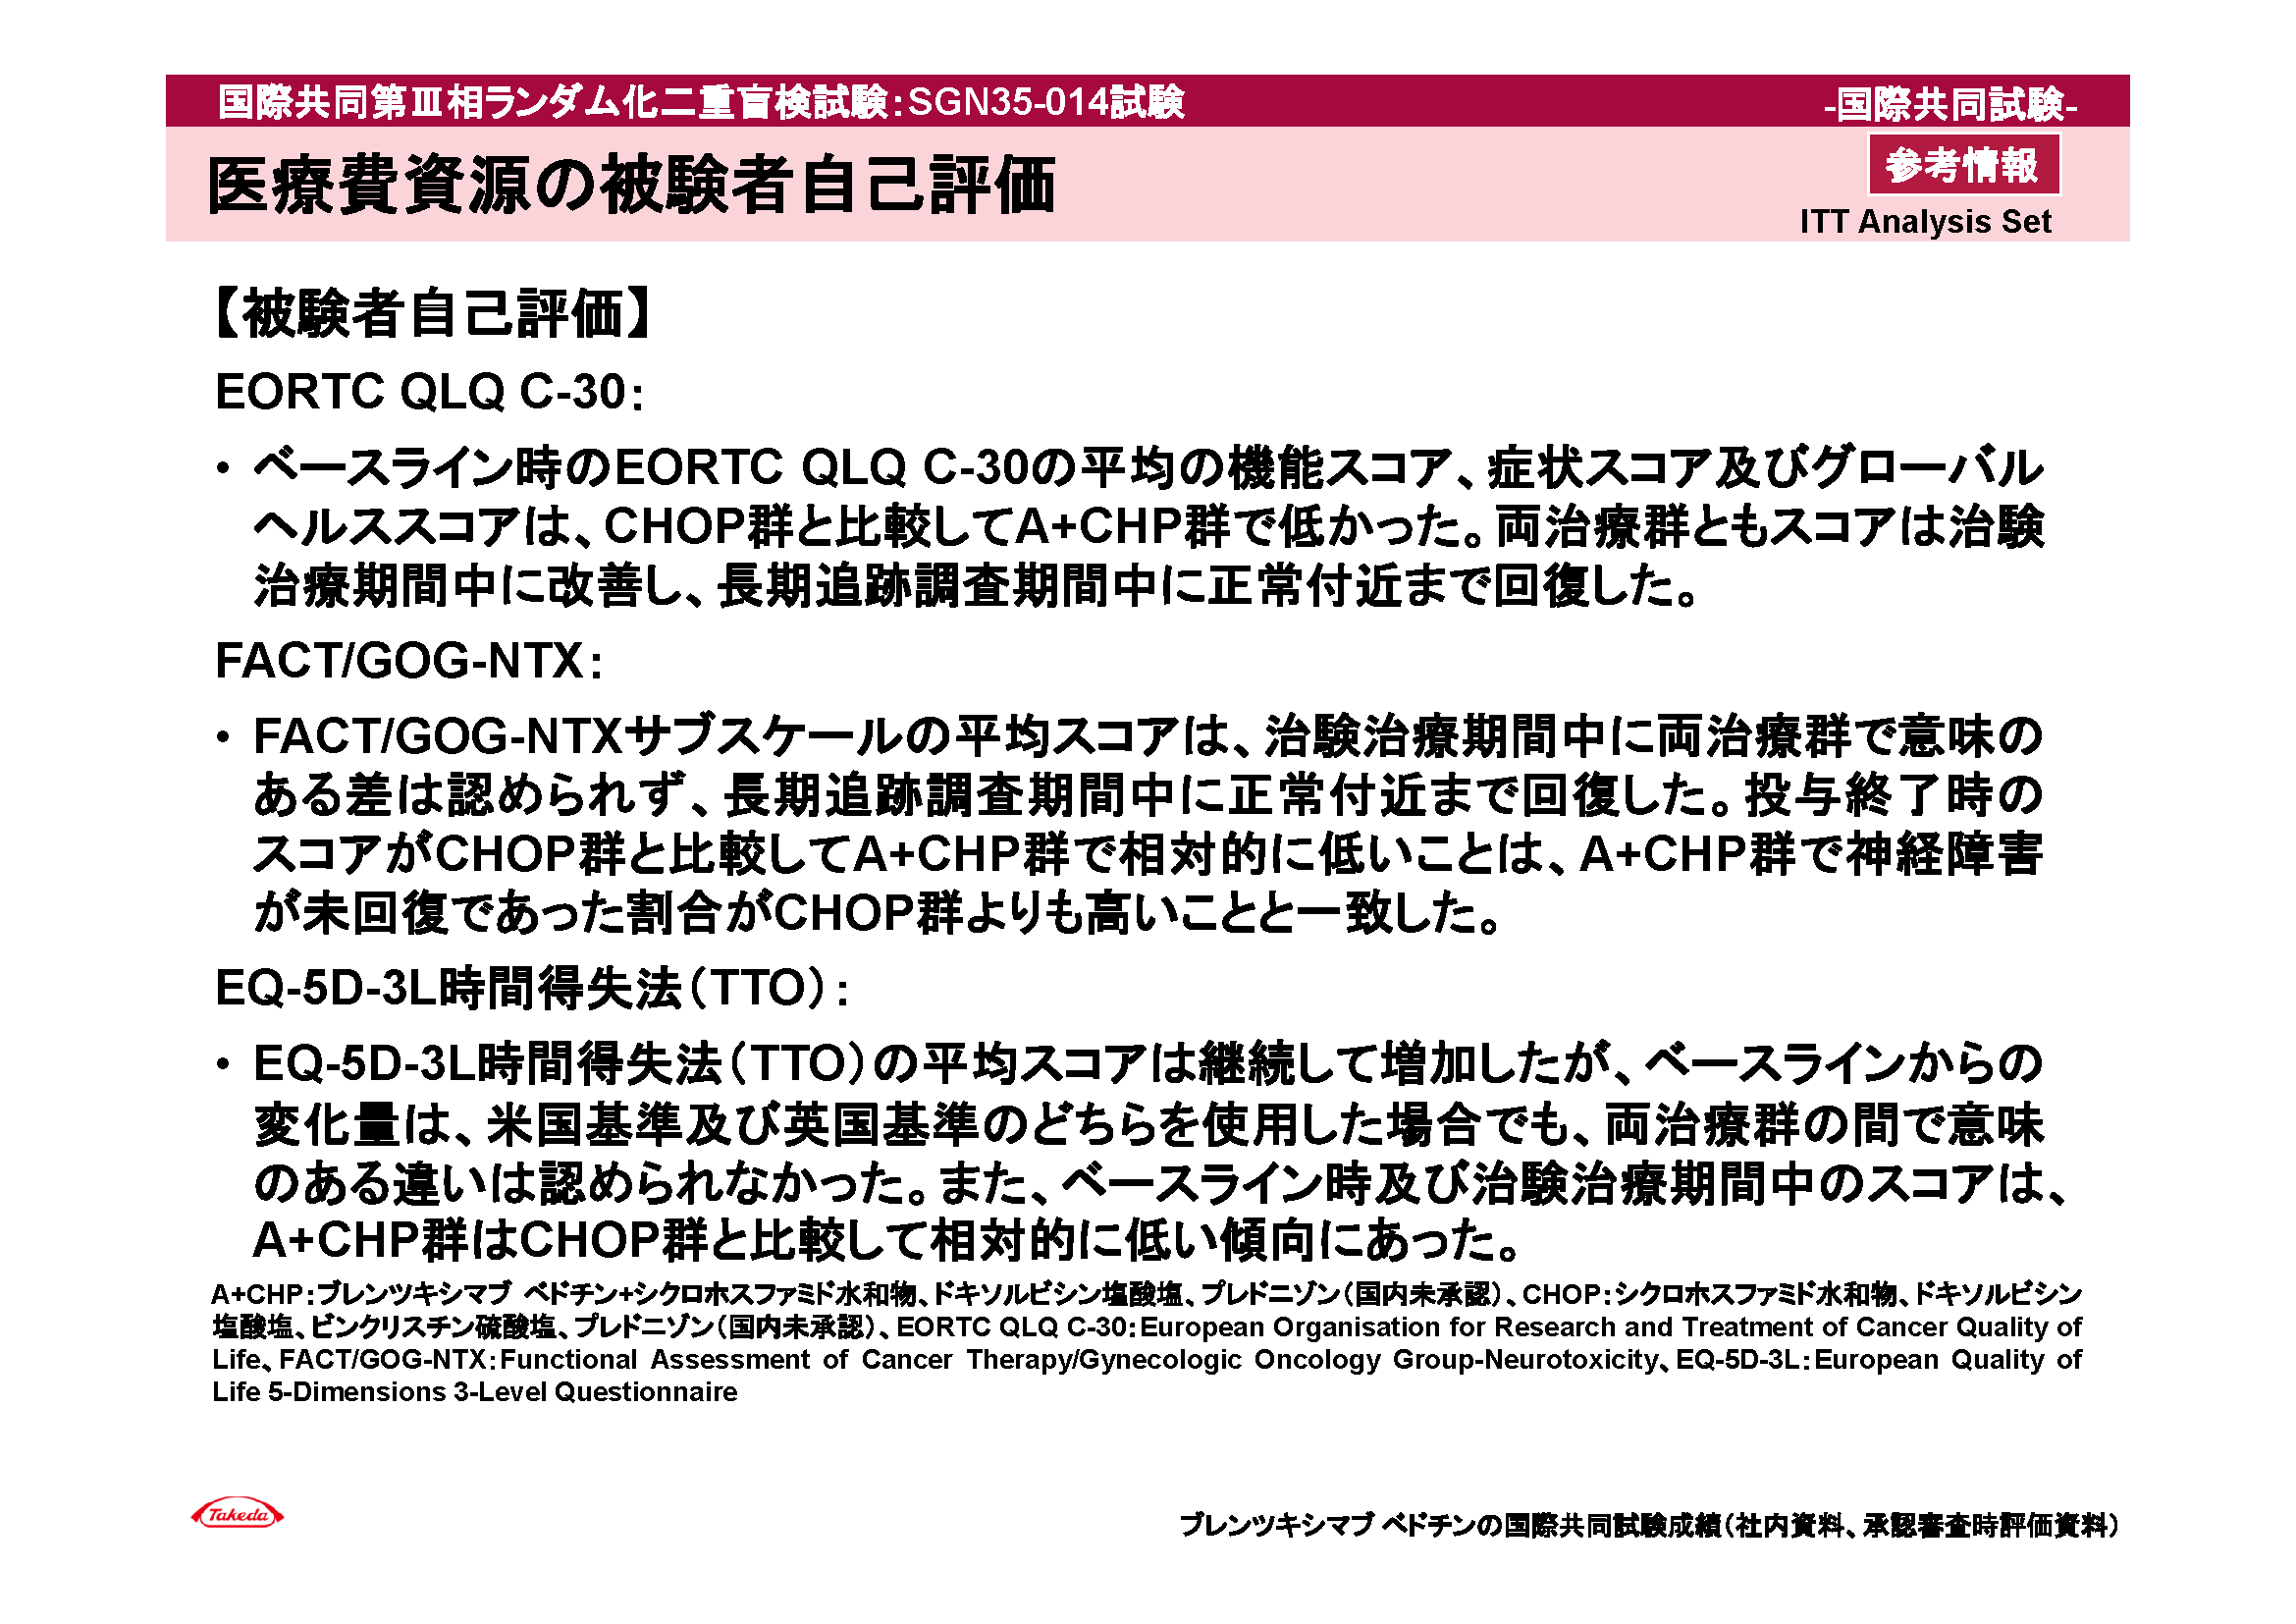 国際共同第Ⅲ相ランダム化二重盲検試験：SGN35-014試験
-国際共同試験-
医療費資源の被験者自己評価
参考情報
ITT Analysis Set
【被験者自己評価】
EORTC QLQ C-30：
• ベースライン時のEORTC QLQ C-30の平均の機能スコア、症状スコア及びグローバル
ヘルススコアは、CHOP群と比較してA+CHP群で低かった。両治療群ともスコアは治験
治療期間中に改善し、長期追跡調査期間中に正常付近まで回復した。
FACT/GOG-NTX：
• FACT/GOG-NTXサブスケールの平均スコアは、治験治療期間中に両治療群で意味の
ある差は認められず、長期追跡調査期間中に正常付近まで回復した。投与終了時の
スコアがCHOP群と比較してA+CHP群で相対的に低いことは、A+CHP群で神経障害
が未回復であった割合がCHOP群よりも高いことと一致した。
EQ-5D-3L時間得失法（TTO）：
• EQ-5D-3L時間得失法（TTO）の平均スコアは継続して増加したが、ベースラインからの
変化量は、米国基準及び英国基準のどちらを使用した場合でも、両治療群の間で意味
のある違いは認められなかった。また、ベースライン時及び治験治療期間中のスコアは、
A+CHP群はCHOP群と比較して相対的に低い傾向にあった。
A+CHP：ブレンツキシマブ ベドチン+シクロホスファミド水和物、ドキソルビシン塩酸塩、プレドニゾン（国内未承認）、CHOP：シクロホスファミド水和物、ドキソルビシン
塩酸塩、ビンクリスチン硫酸塩、プレドニゾン（国内未承認）、EORTC QLQ C-30：European Organisation for Research and Treatment of Cancer Quality of
Life、FACT/GOG-NTX：Functional Assessment of Cancer Therapy/Gynecologic Oncology Group-Neurotoxicity、EQ-5D-3L：European Quality of
Life 5-Dimensions 3-Level Questionnaire
Takeda
ブレンツキシマブ ベドチンの国際共同試験成績（社内資料、承認審査時評価資料）